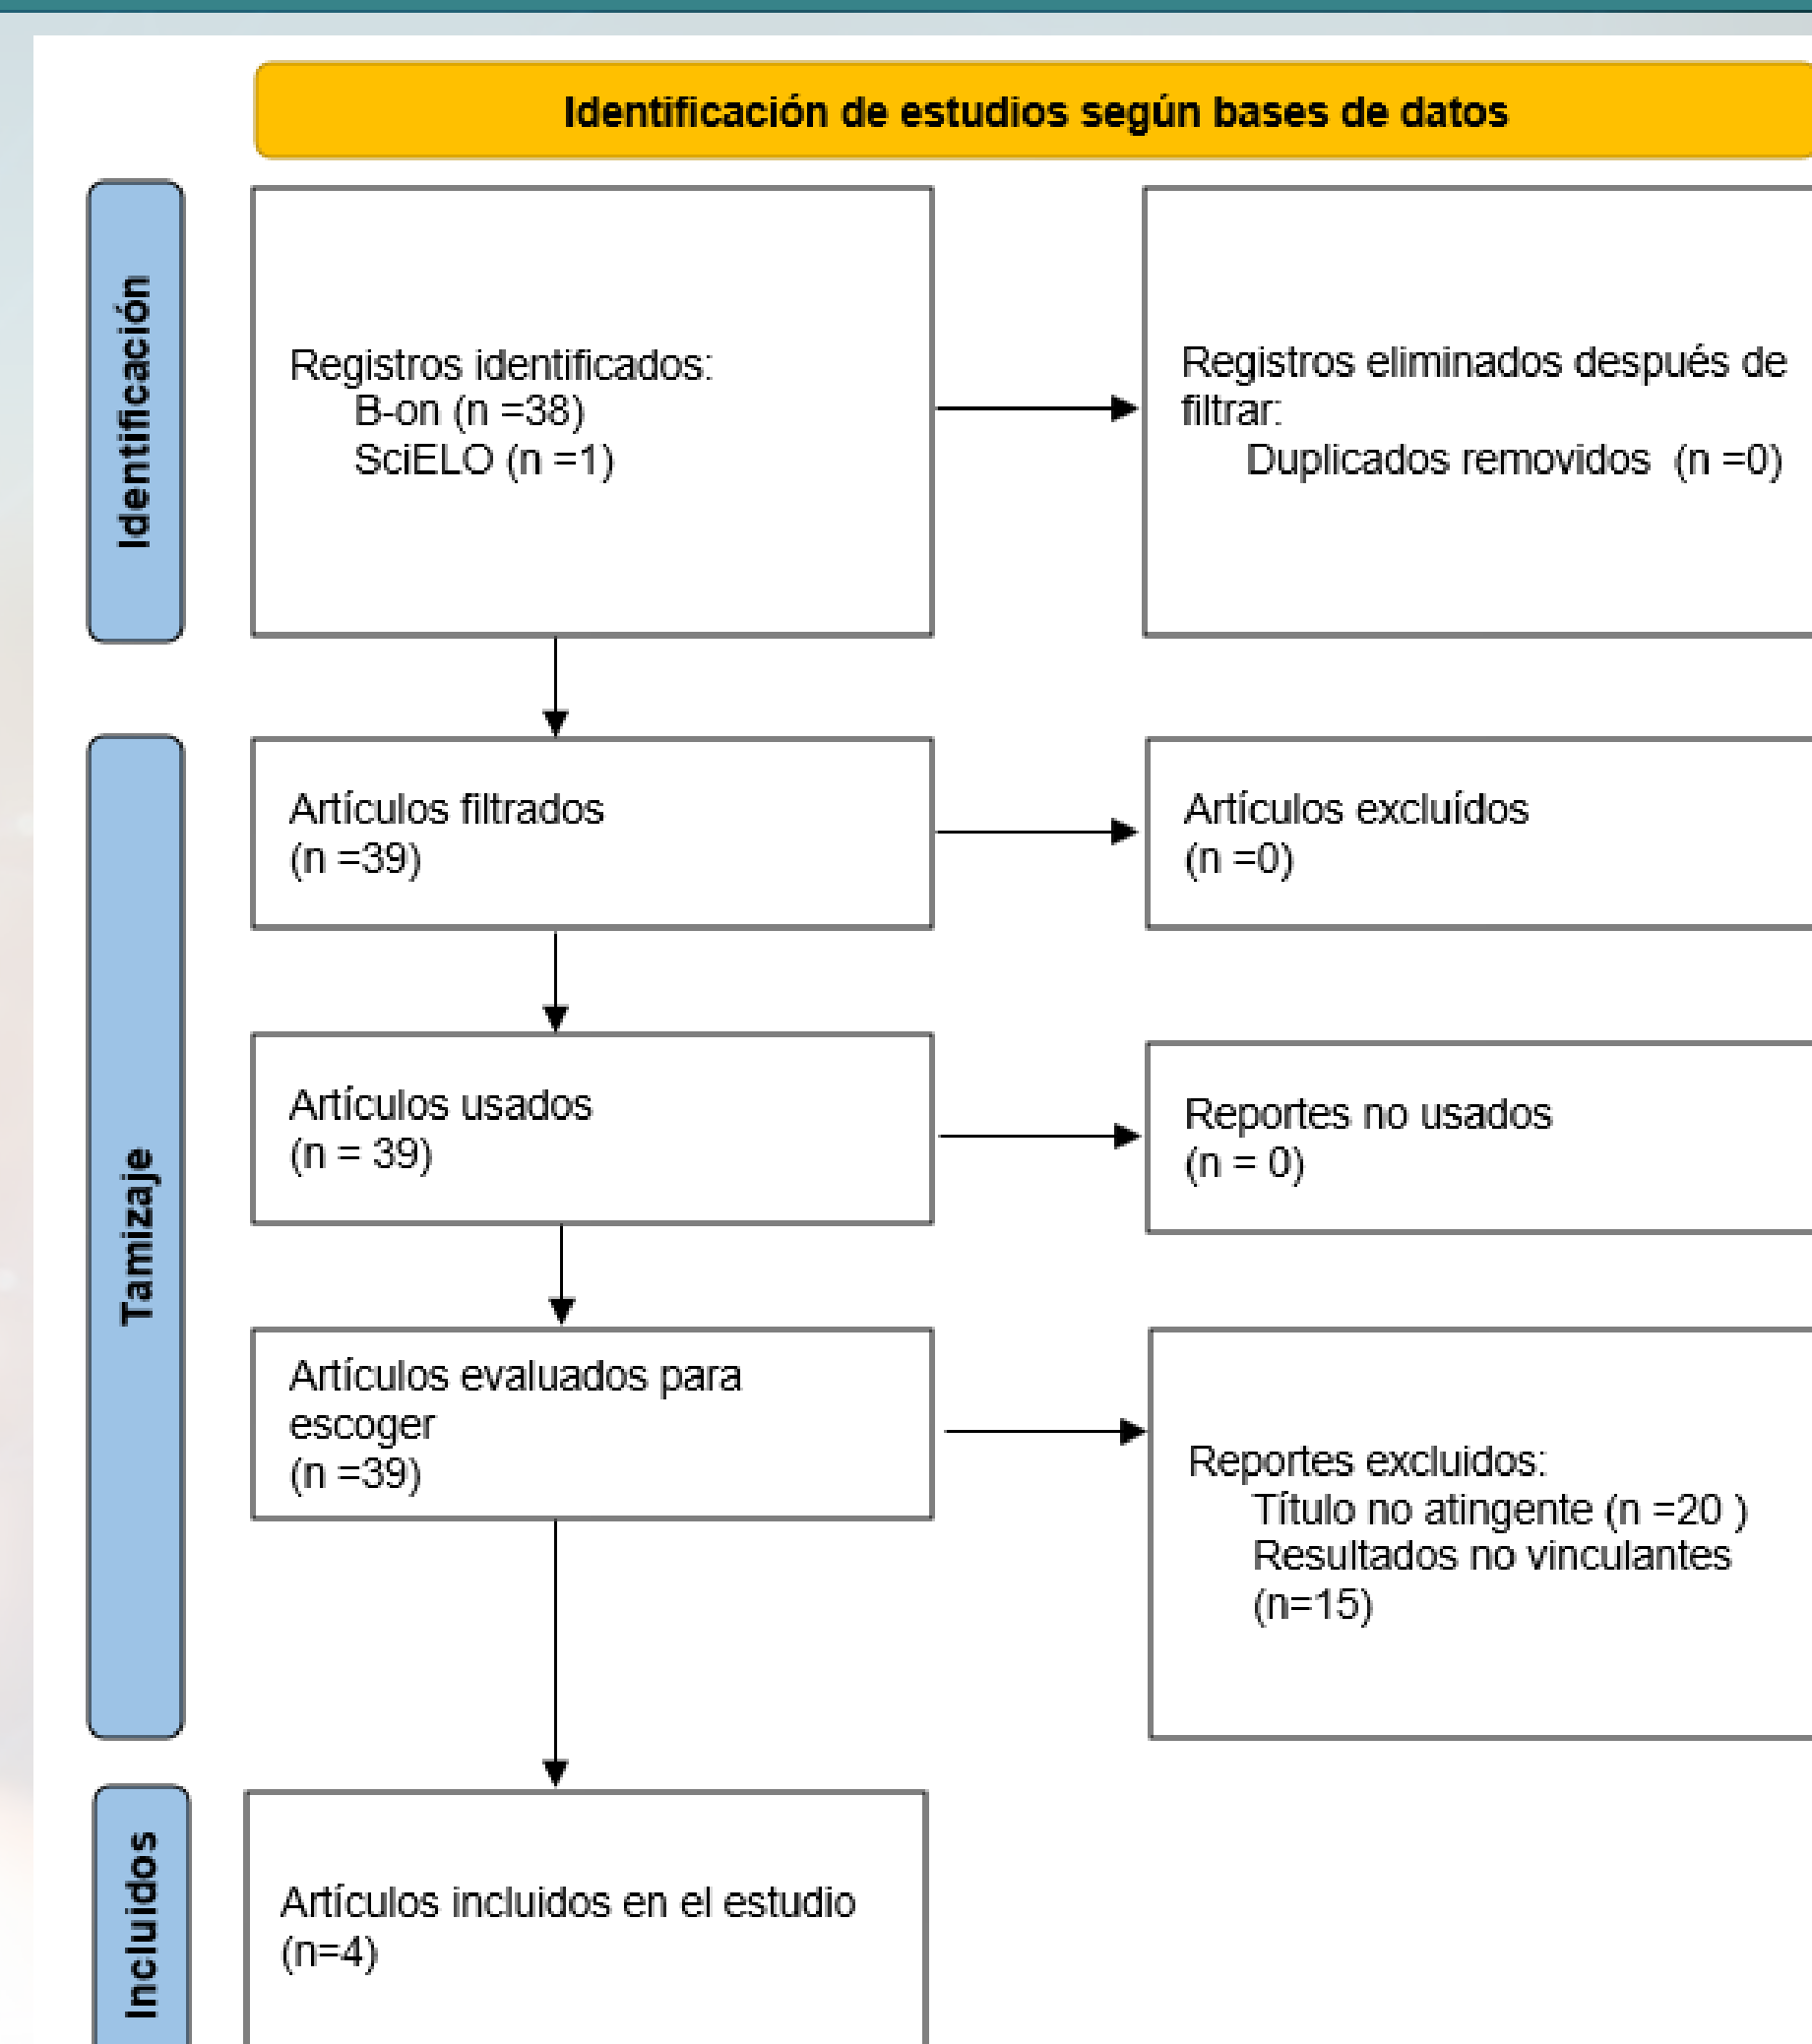 Identificación de estudios según bases de datos
Identificación
Registros identificados:
B-on (n =38)
SciELO (n =1)
Registros eliminados después de
filtrar:
Duplicados removidos (n =0)
Tamizaje
Artículos filtrados
(n =39)
Artículos excluídos
(n =0)
Artículos usados
(n = 39)
Reportes no usados
(n = 0)
Artículos evaluados para
escoger
(n =39)
Reportes excluidos:
Título no atingente (n =20 )
Resultados no vinculantes
(n=15)
Incluidos
Artículos incluidos en el estudio
(n=4)